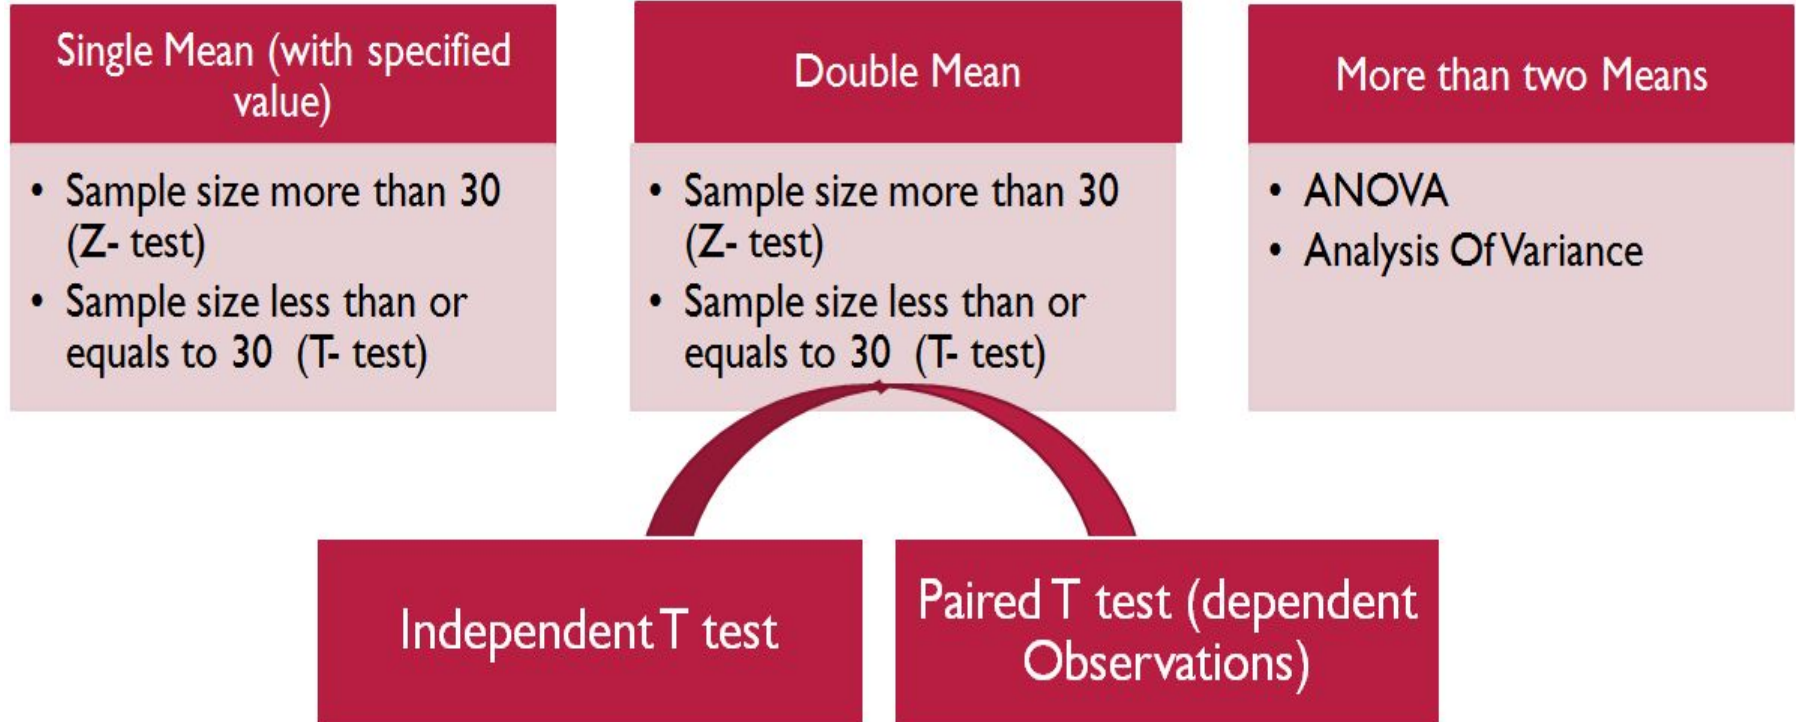 Single Mean (with specified
value)
• Sample size more than 30
(Z- test)
• Sample size less than or
equals to 30 (T- test)
Double Mean
• Sample size more than 30
(Z- test)
• Sample size less than or
equals to 30 (T- test)
More than two Means
• ANOVA
• Analysis Of Variance
Independent T test
Paired T test (dependent
Observations)